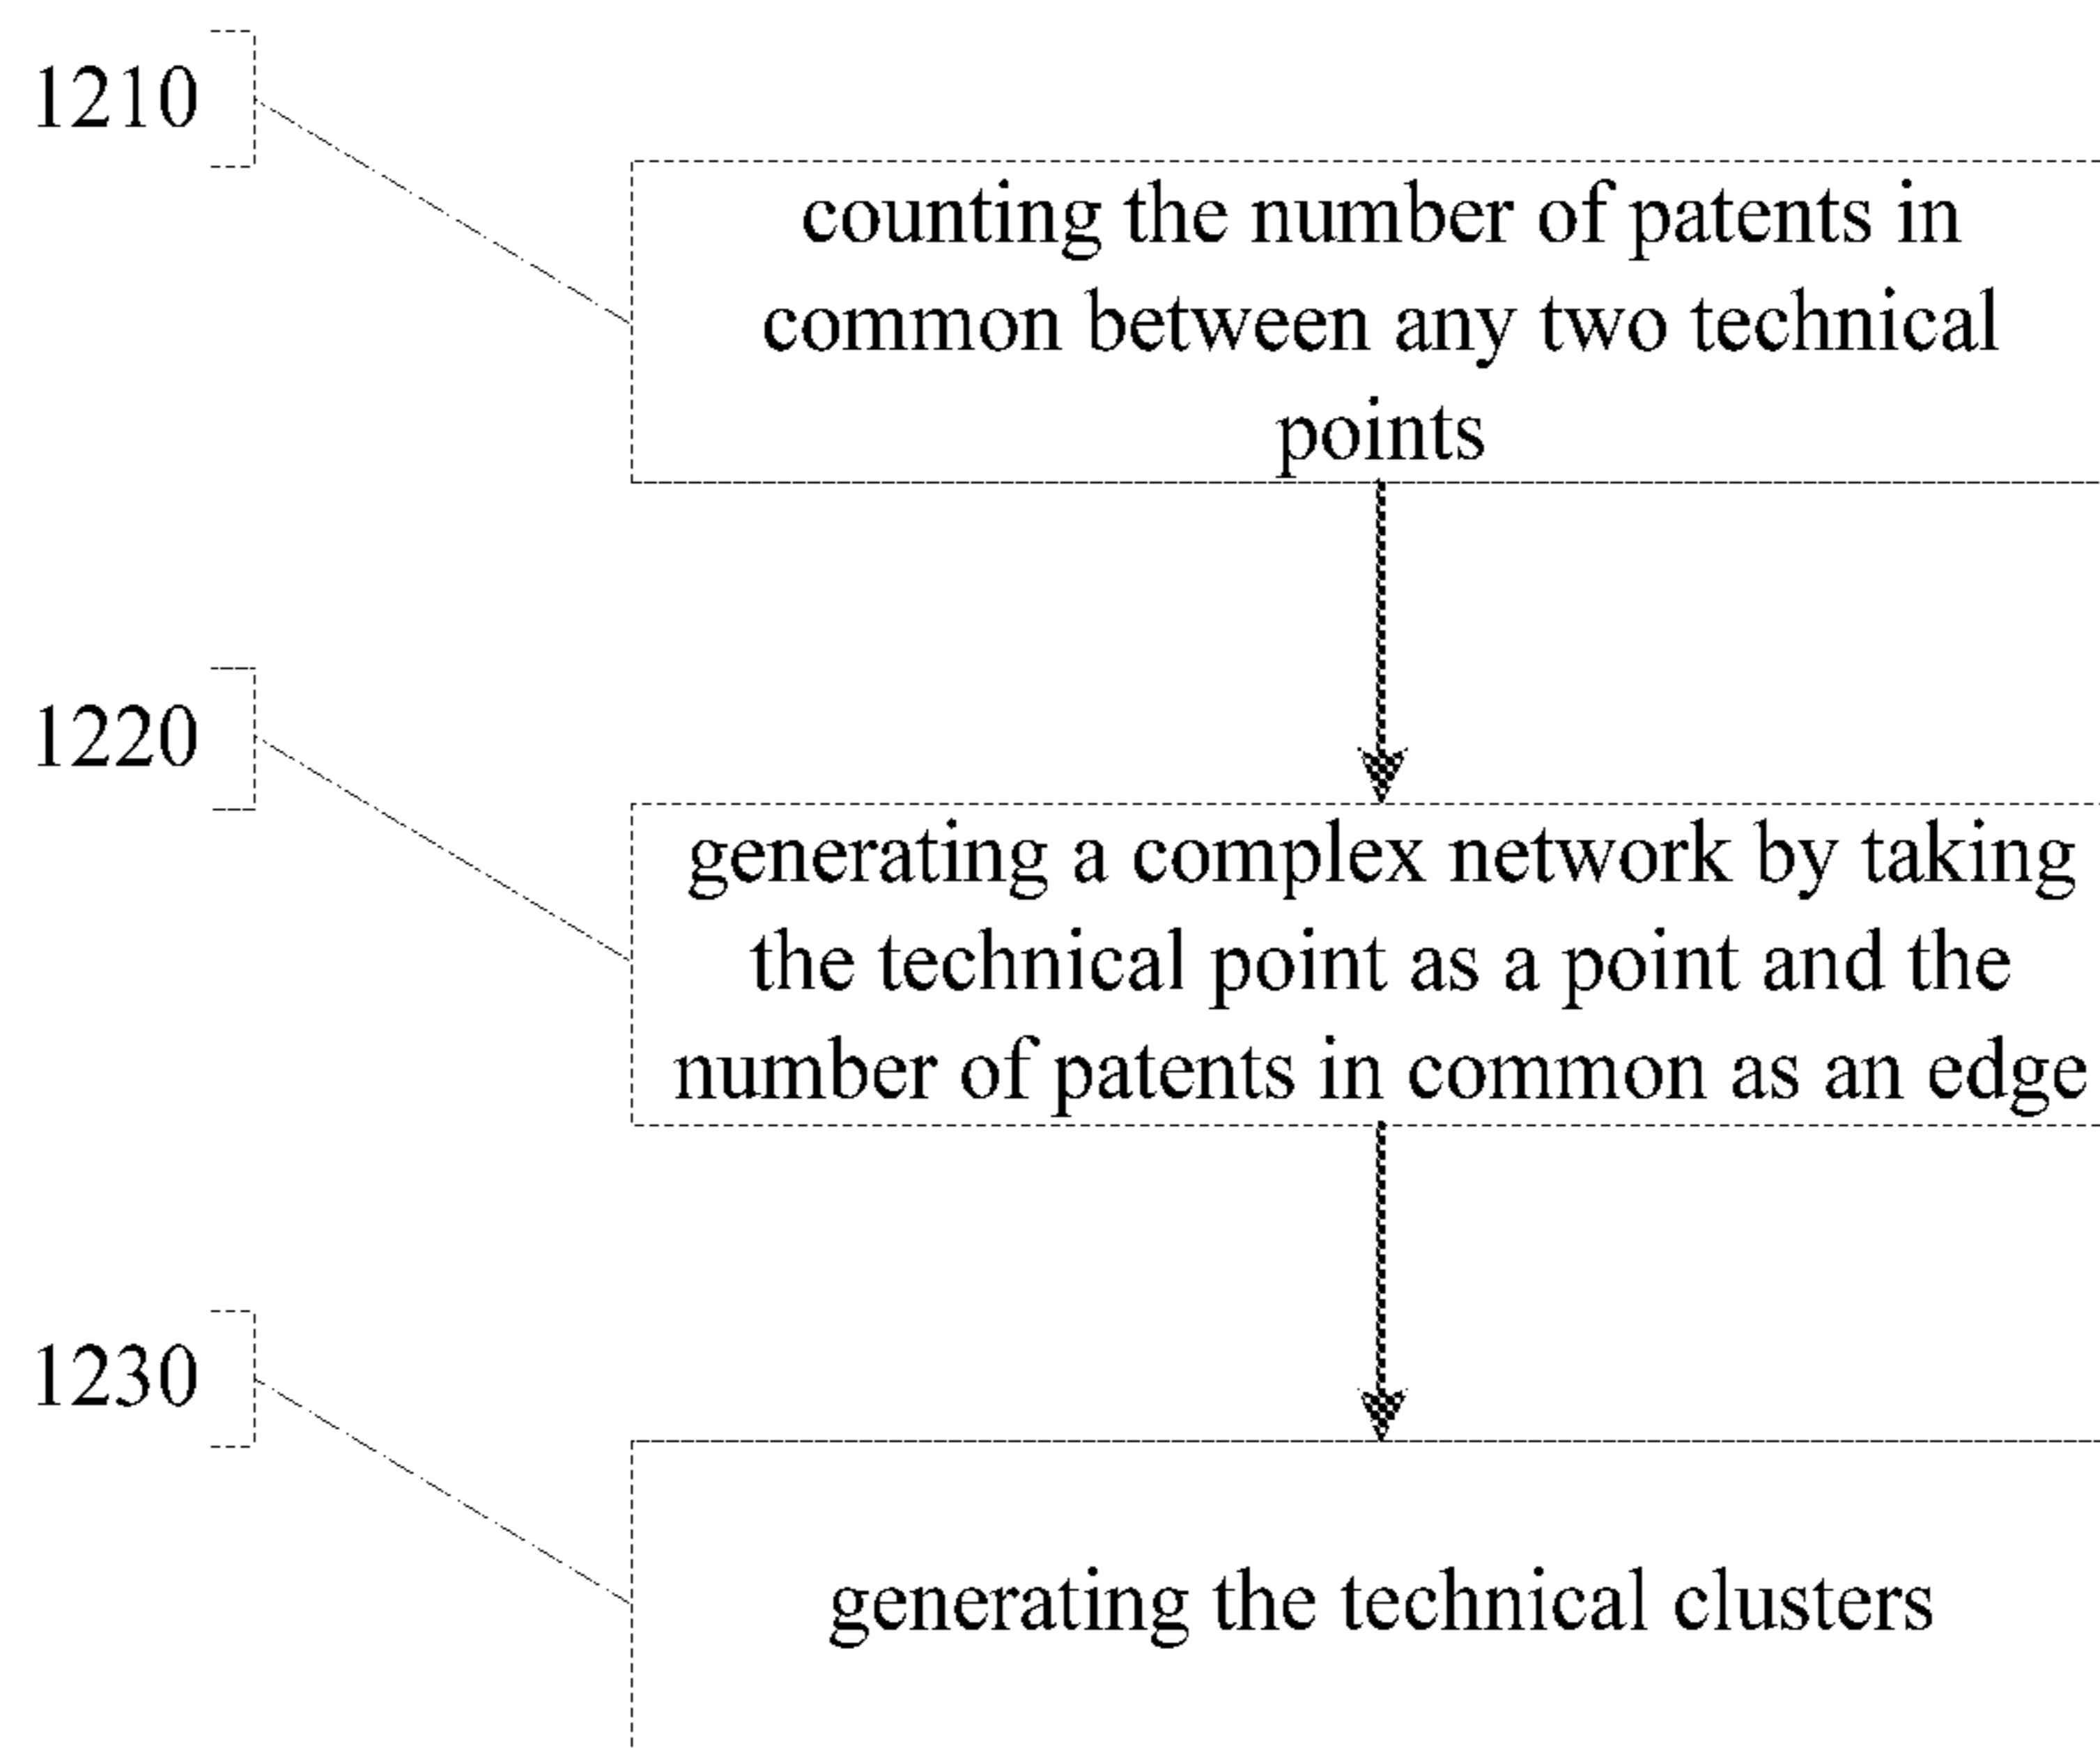 1210
counting the number of patents in
common between any two technical
points
1220
generating a complex network by taking
the technical point as a point and the
number of patents in common as an edge
1230
generating the technical clusters